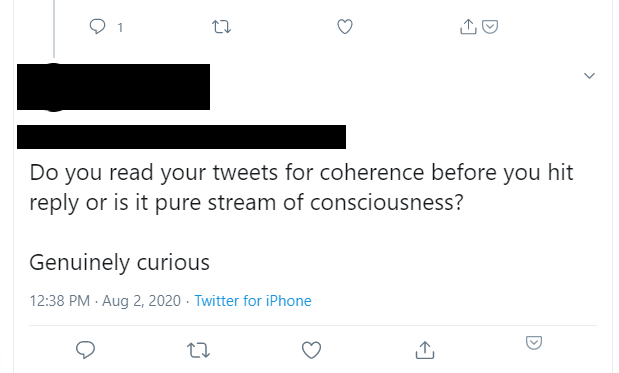 1
Do you read your tweets for coherence before you hit
reply or is it pure stream of consciousness?
Genuinely curious
12:38 PM · Aug 2, 2020 · Twitter for iPhone